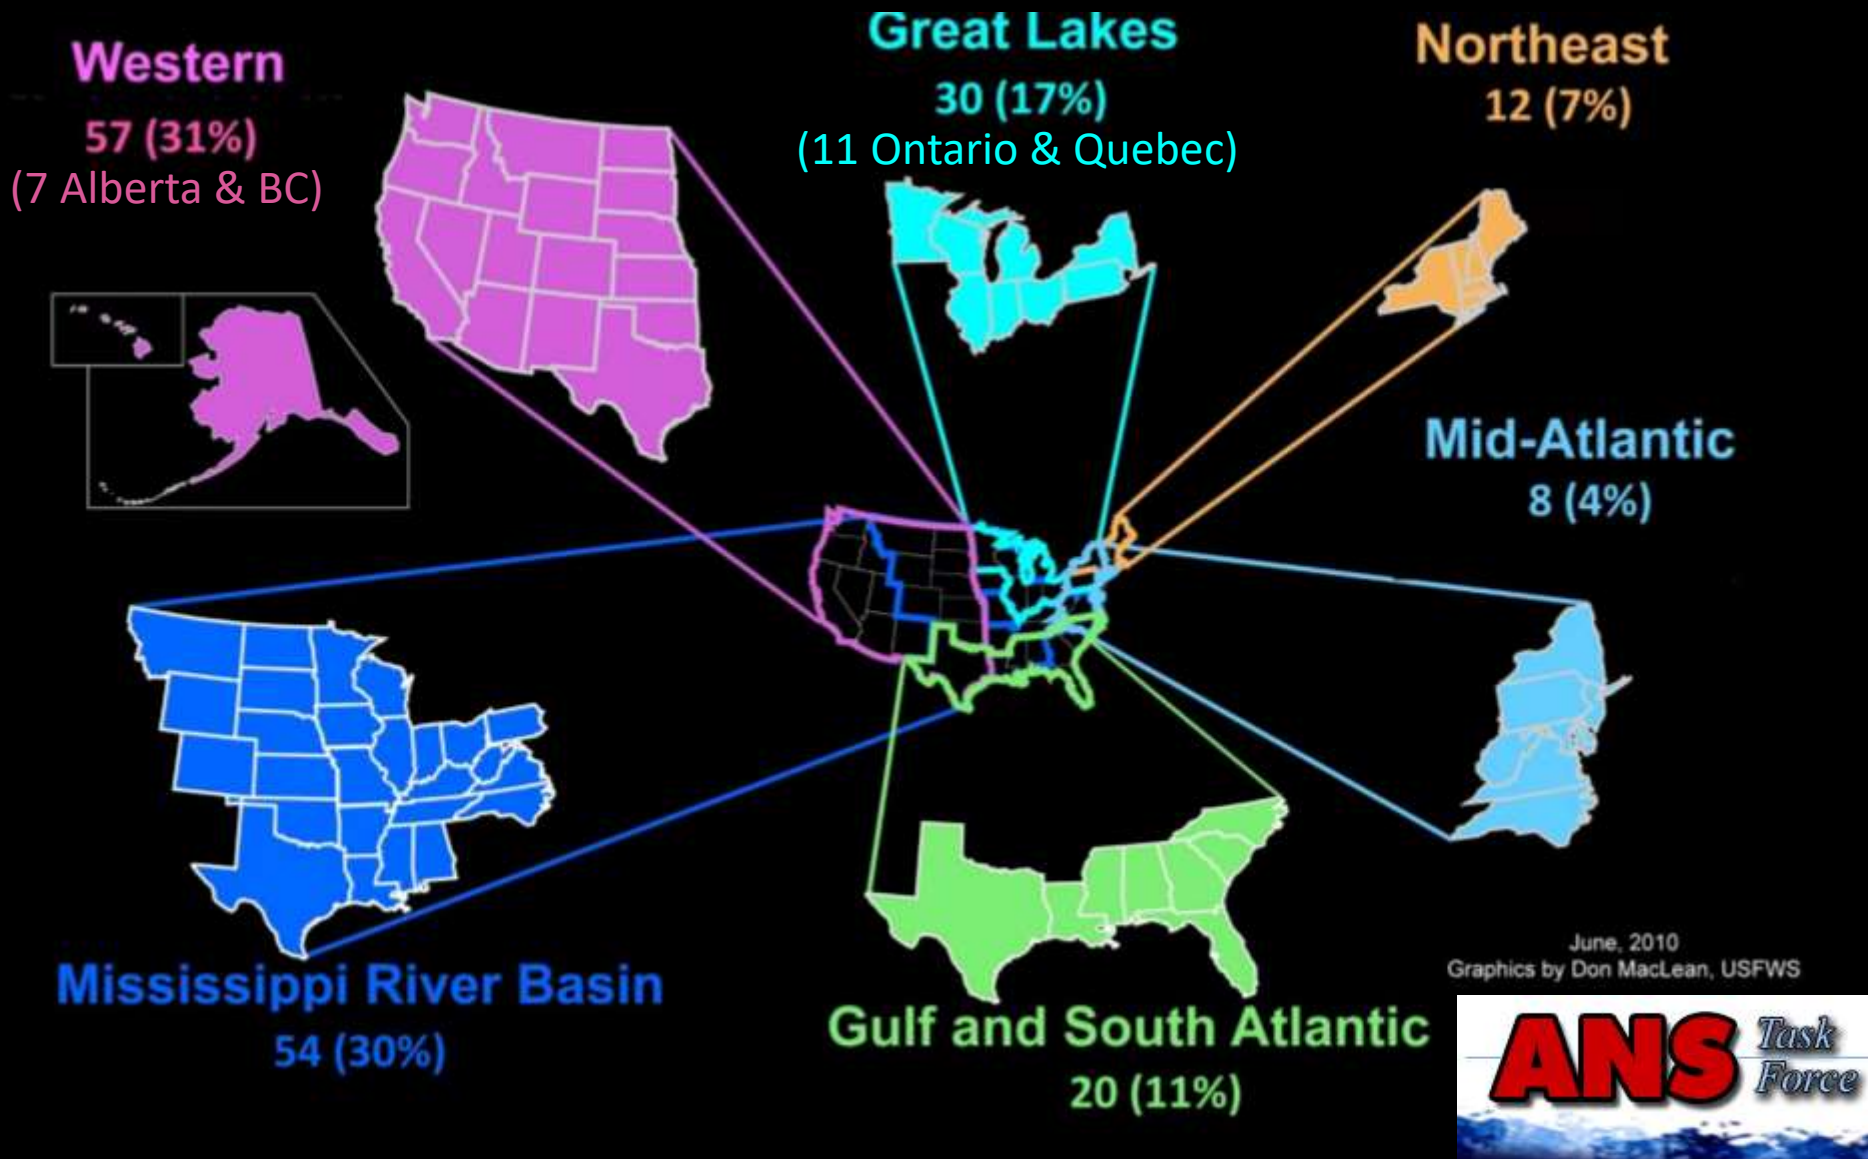 Western
57 (31%)
(7 Alberta & BC)
Great Lakes
30 (17%)
(11 Ontario & Quebec)
Northeast
12 (7%)
Mid-Atlantic
8 (4%)
Mississippi River Basin
54 (30%)
Gulf and South Atlantic
20 (11%)
June, 2010
Graphics by Don MacLean, USFWS
ANS Task
Force